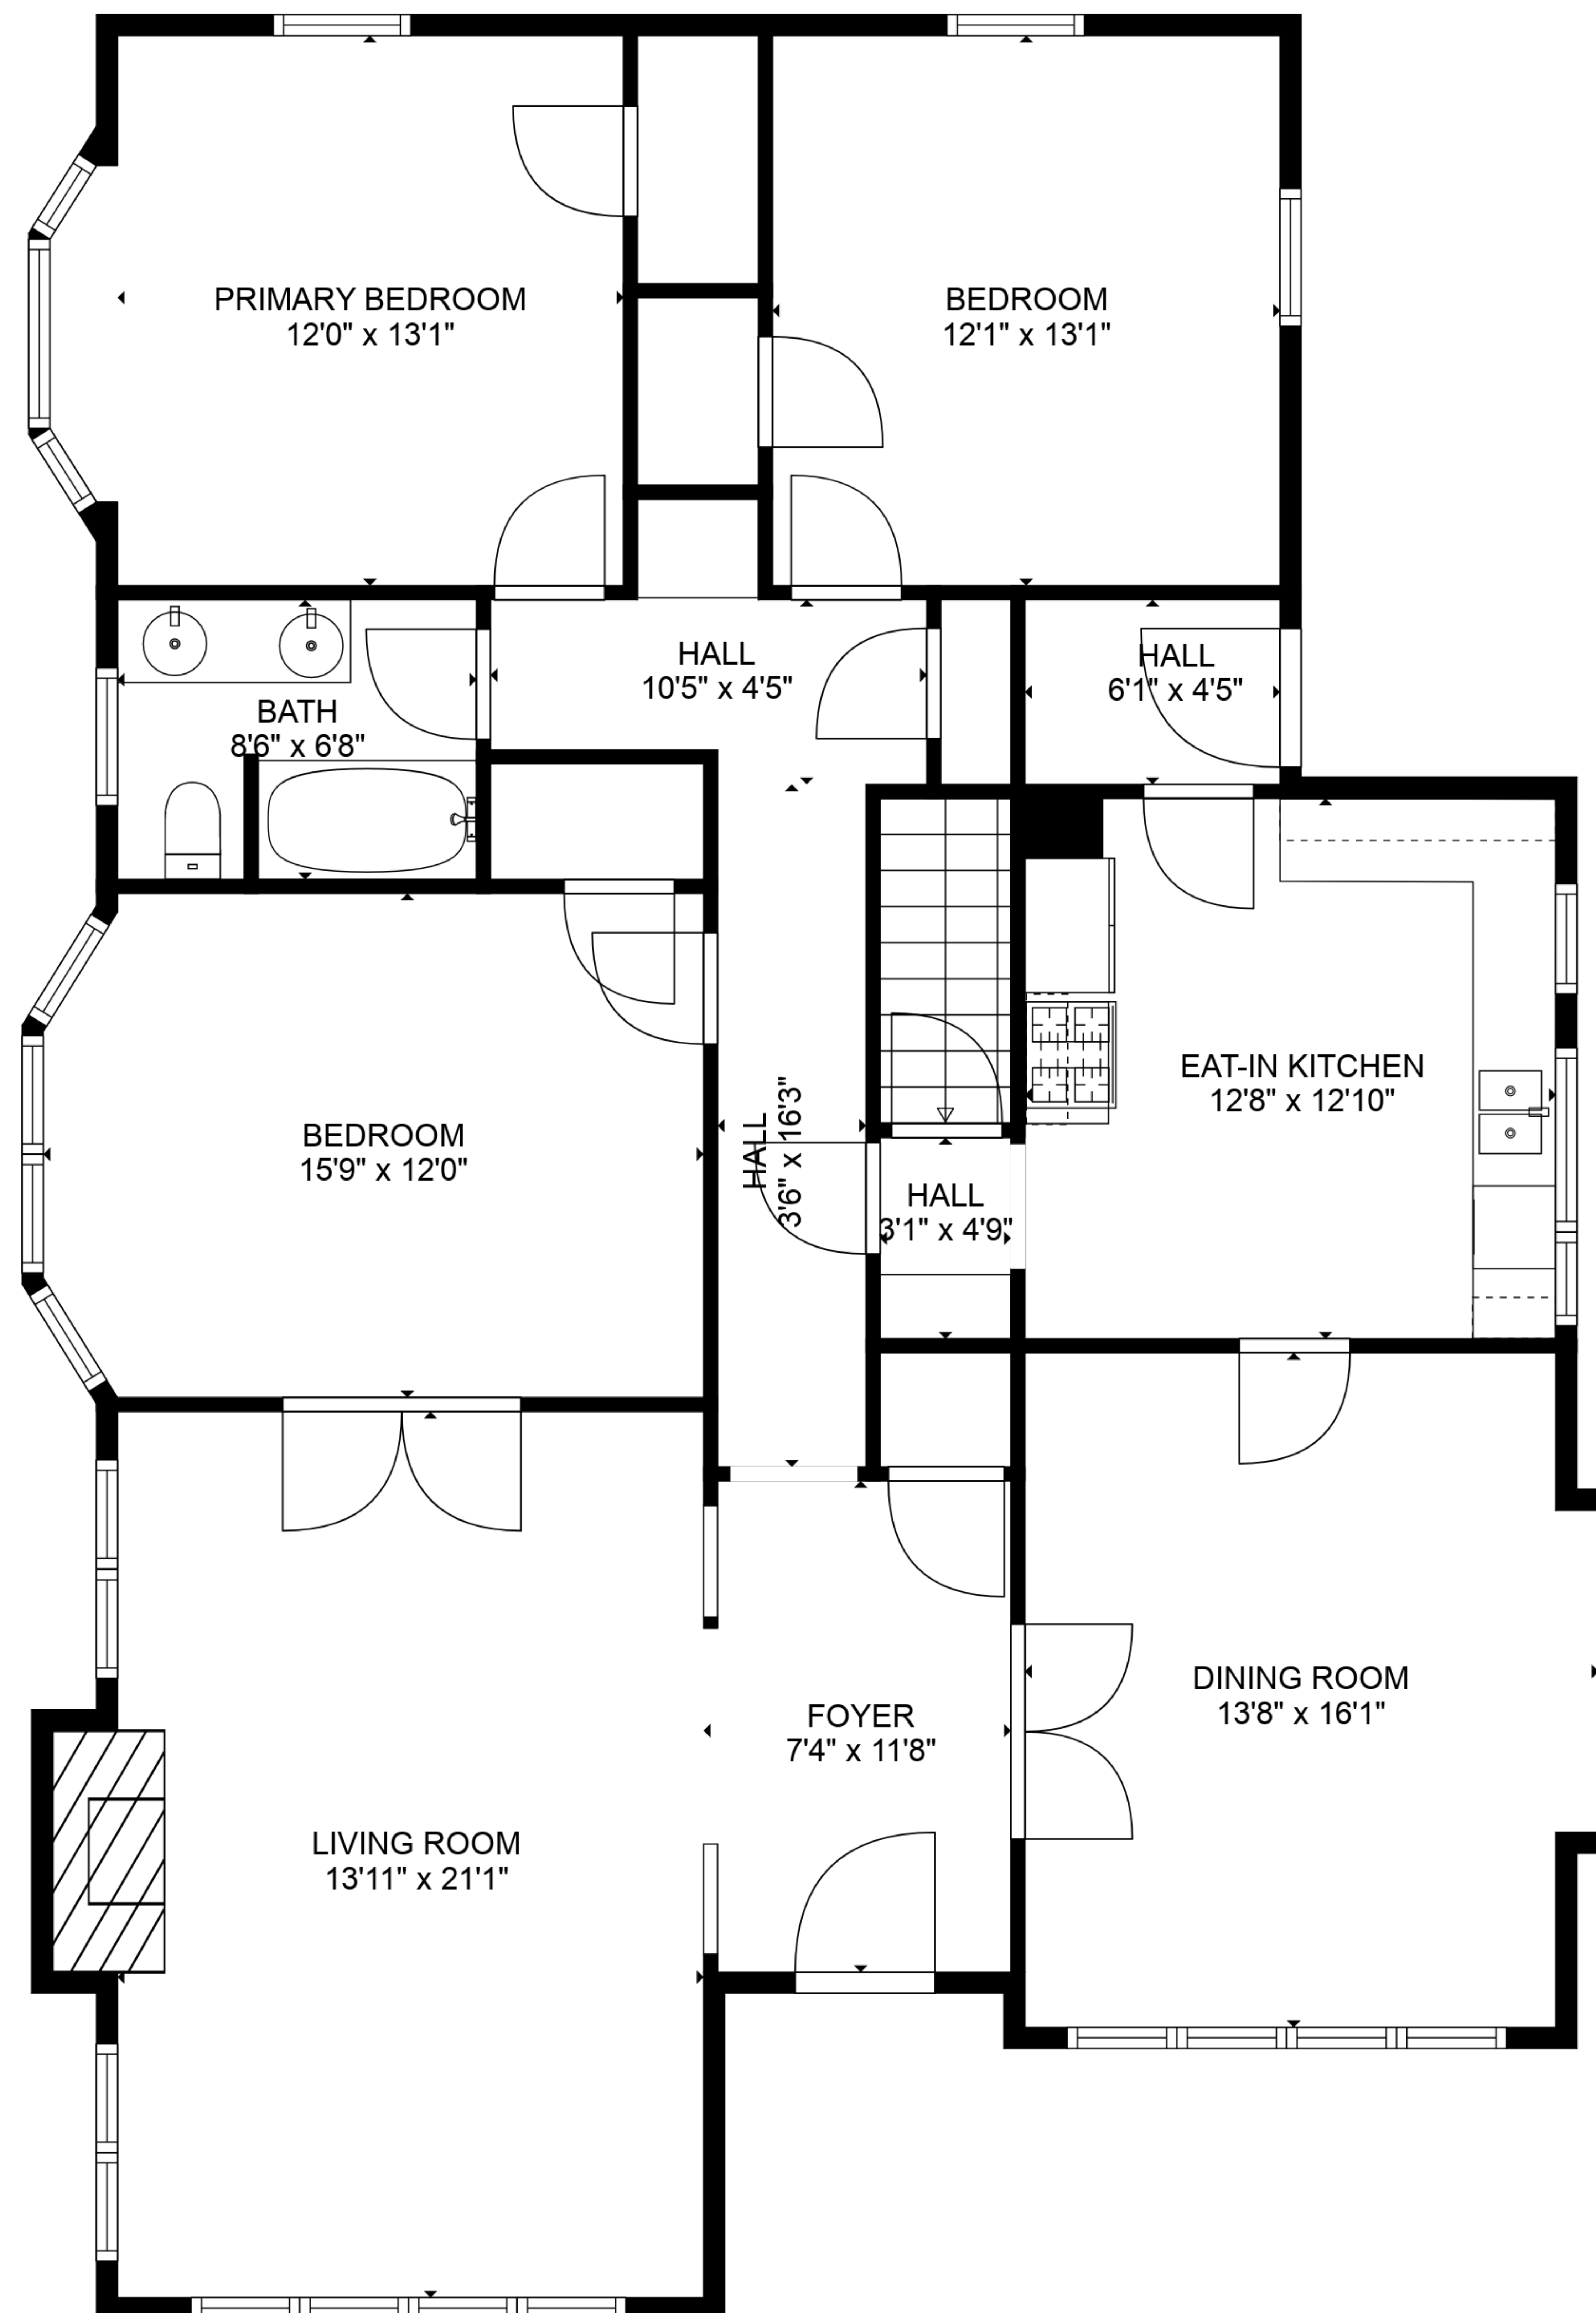 PRIMARY BEDROOM
12'0" x 13'1"
BEDROOM
12'1" x 13'1"
HALL
10'5" x 4'5"
HALL
6'1" x 4'5"
BATH
8'6" x 6'8"
EAT-IN KITCHEN
12'8" x 12'10"
BEDROOM
15'9" x 12'0"
HALL
3'6" x 16'3"
HALL
3'1" x 4'9"
DINING ROOM
13'8" x 16'1"
FOYER
7'4" x 11'8"
LIVING ROOM
13'11" x 21'1"